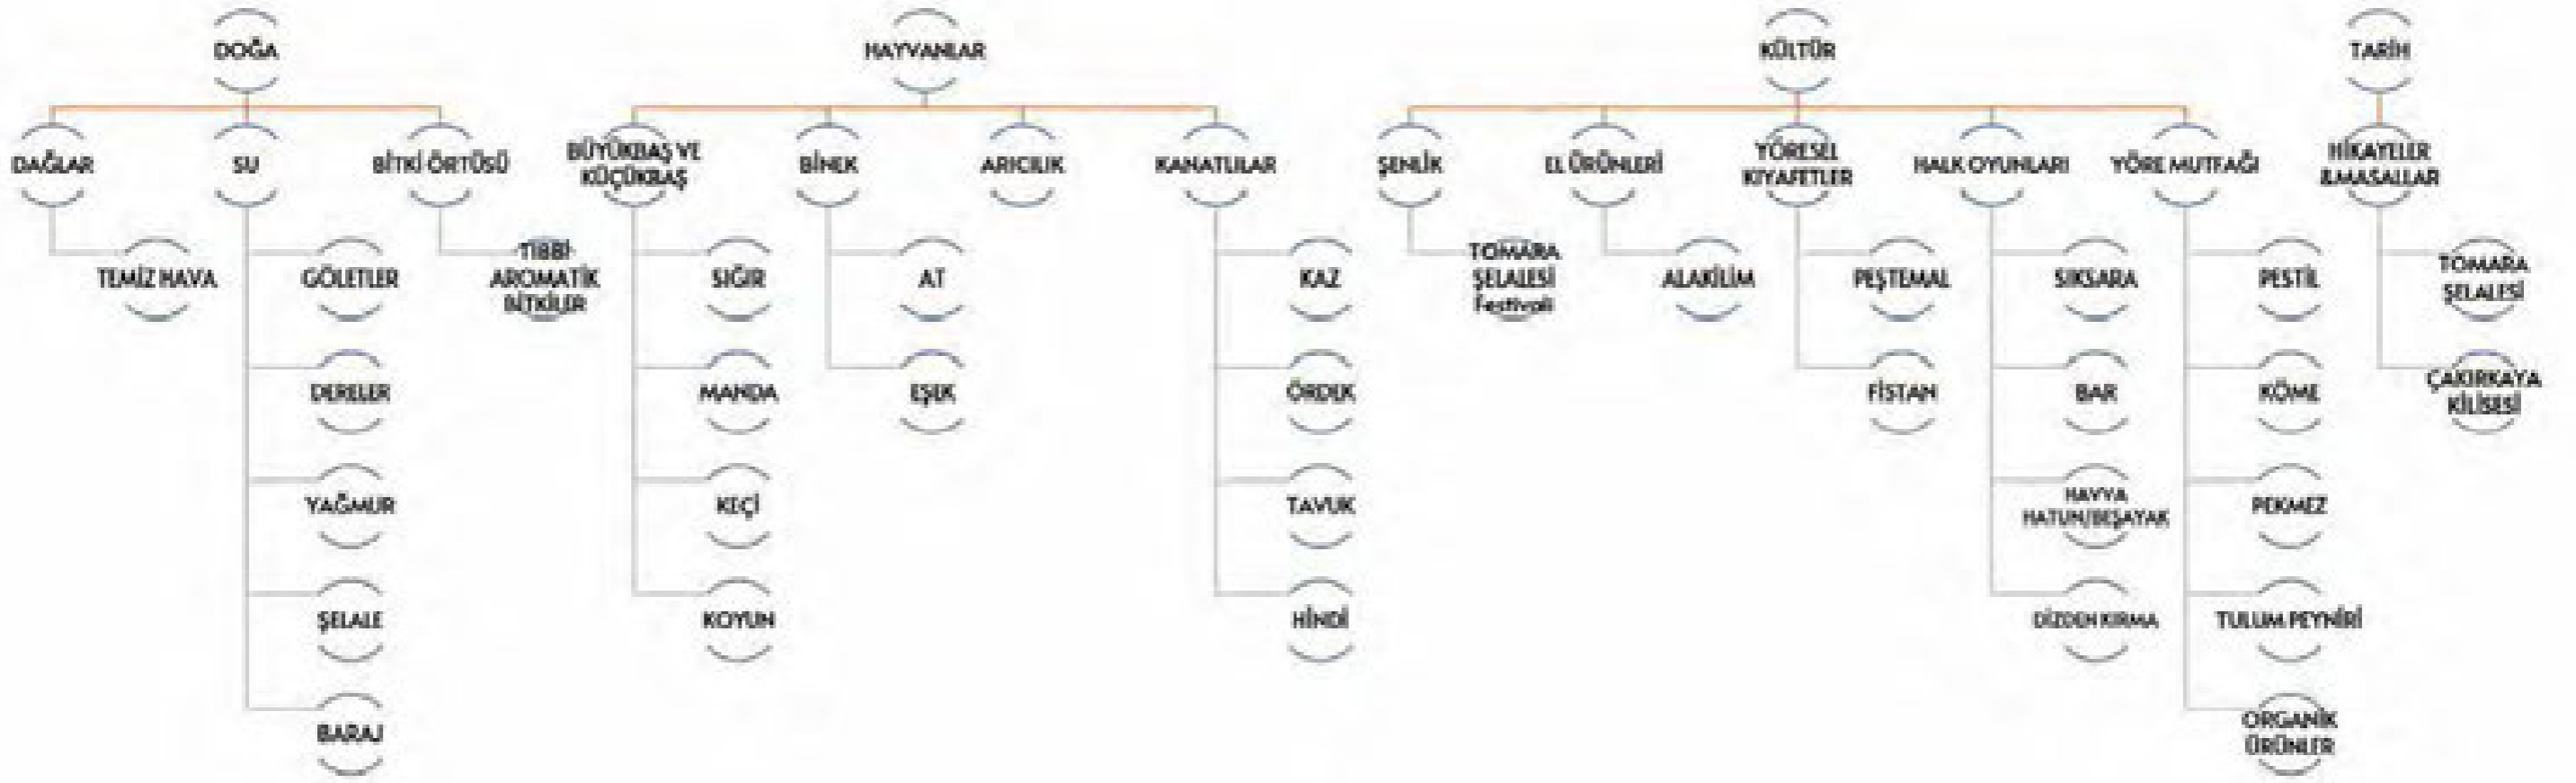 DOĞA
HAYVANLAR
KÜLTÜR
TARİH
DAĞLAR
SU
BİTKİ ÖRTÜSÜ
BÜYÜKBAŞ VE
KÜÇÜKBAŞ
BİNEK
ARICILIK
KANATLILAR
ŞENLİK
EL ÜRÜNLERİ
YÖRESEL
KIYAFETLER
HALK OYUNLARI
YÖRE MUTFAĞI
HİKAYELER
&MASALLAR
TEMİZ HAVA
GÖLETLER
TIBBİ
AROMATİK
BİTKİLER
SIĞIR
AT
KAZ
TOMARA
ŞELALESİ
Festivali
ALAKİLİM
PEŞTEMAL
SIKSARA
PESTİL
TOMARA
ŞELALESİ
DERELER
MANDA
EŞEK
ÖRDEK
FİSTAN
BAR
KÖME
ÇAKIRKAYA
KİLİSESİ
YAĞMUR
KEÇİ
TAVUK
HAVVA
HATUN/BEŞAYAK
PEKMEZ
ŞELALE
KOYUN
HİNDİ
DİZDEN KIRMA
TULUM PEYNİRİ
BARAJ
ORGANİK
ÜRÜNLER